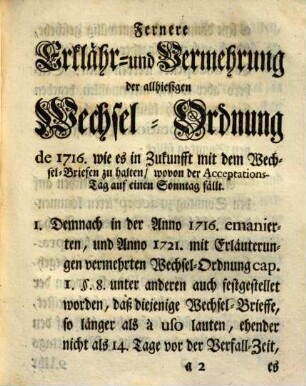 Fernere
Erklähr=und Vermehrung
der allhiesigen
Wechsel = Ordnung
de 1716. wie es in Zukunfft mit dem Wech-
sel-Briefen zu halten/ wovon der Acceptations-
Tag auf einen Sonntag fällt.
1. Demnach in der Anno 1716. emanier-
ten, und Anno 1721. mit Erläuterun-
gen vermehrten Wechsel-Ordnung cap.
1. §. 8. unter anderen auch festgestellet
worden, daß diejenige Wechsel-Brieffe,
so länger als à uso lauten, ehender
nicht als 14. Tage vor der Verfall-Zeit,
a 2 es